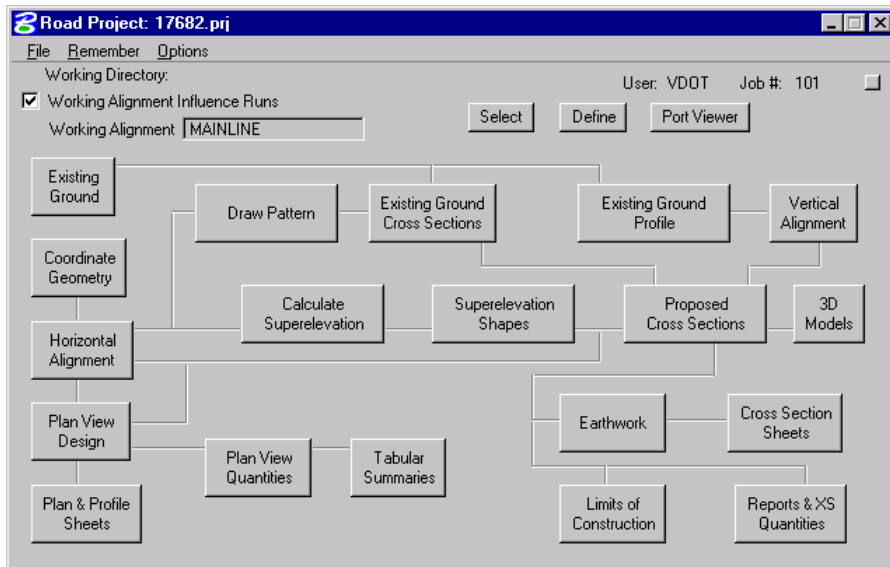 Road Project: 17682.prj
File Remember Options
Working Directory:
User: VDOT Job #: 101
Working Alignment Influence Runs
Working Alignment MAINLINE
Select Define Port Viewer
Existing
Ground
Draw Pattern
Existing Ground
Cross Sections
Existing Ground
Profile
Vertical
Alignment
Coordinate
Geometry
Calculate
Superelevation
Superelevation
Shapes
Proposed
Cross Sections
3D
Models
Horizontal
Alignment
Plan View
Design
Earthwork
Cross Section
Sheets
Plan View
Quantities
Tabular
Summaries
Plan & Profile
Sheets
Limits of
Construction
Reports & XS
Quantities